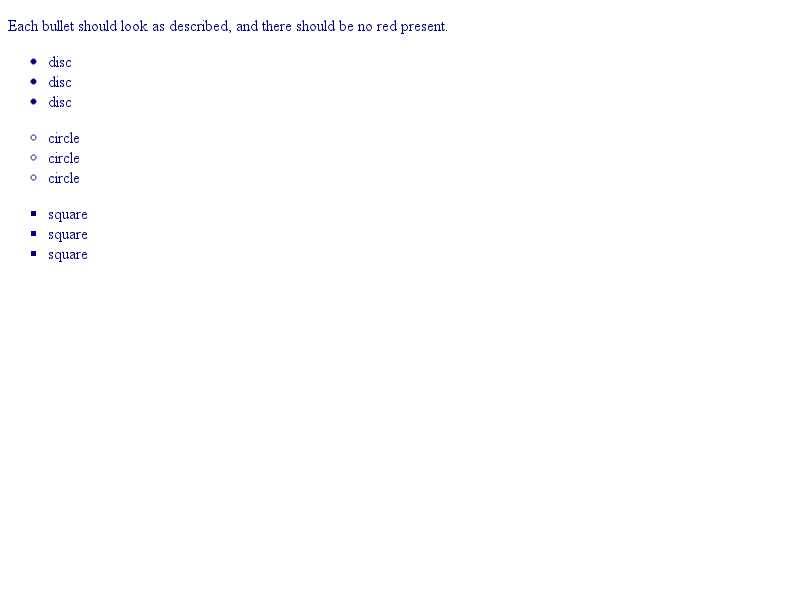 Each bullet should look as described, and there should be no red present.
disc
disc
disc
circle
circle
circle
square
square
square